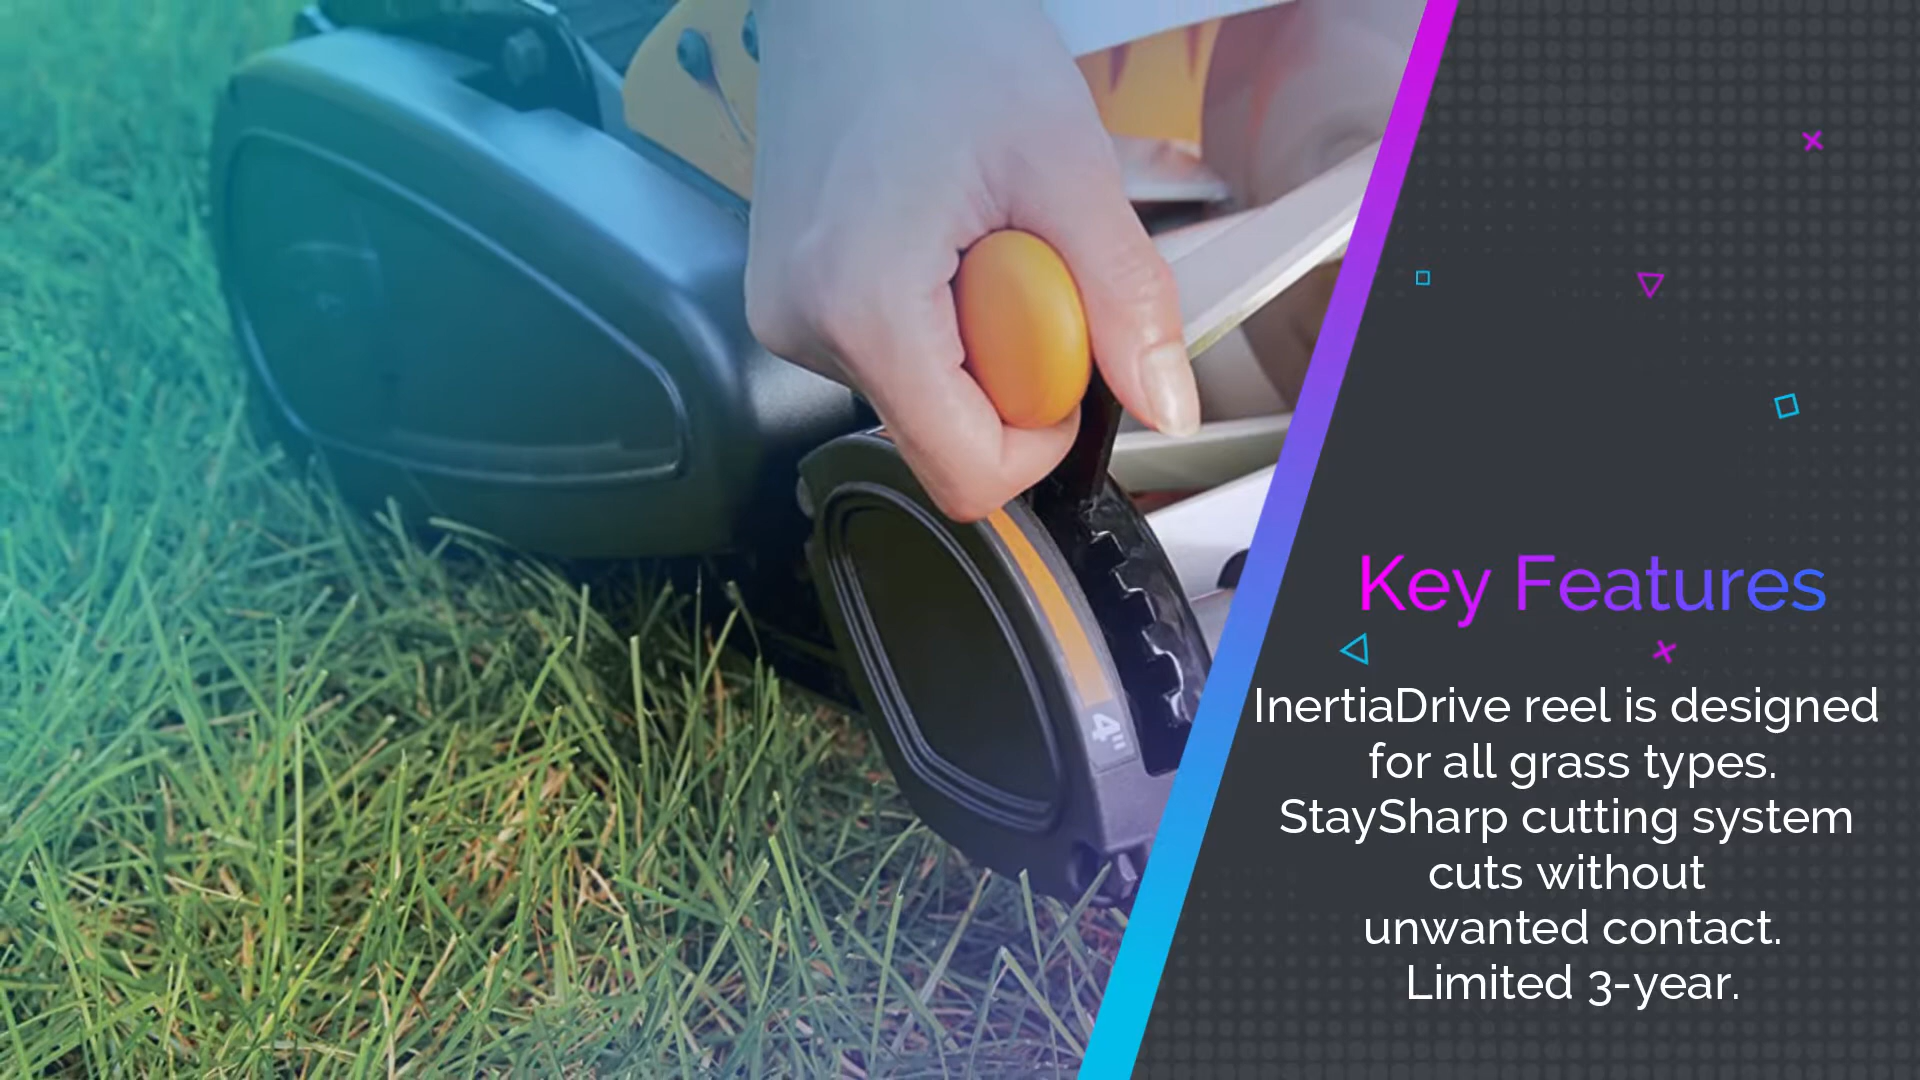 4"
Key Features
InertiaDrive reel is designed
for all grass types.
StaySharp cutting system
cuts without
unwanted contact.
Limited 3-year.